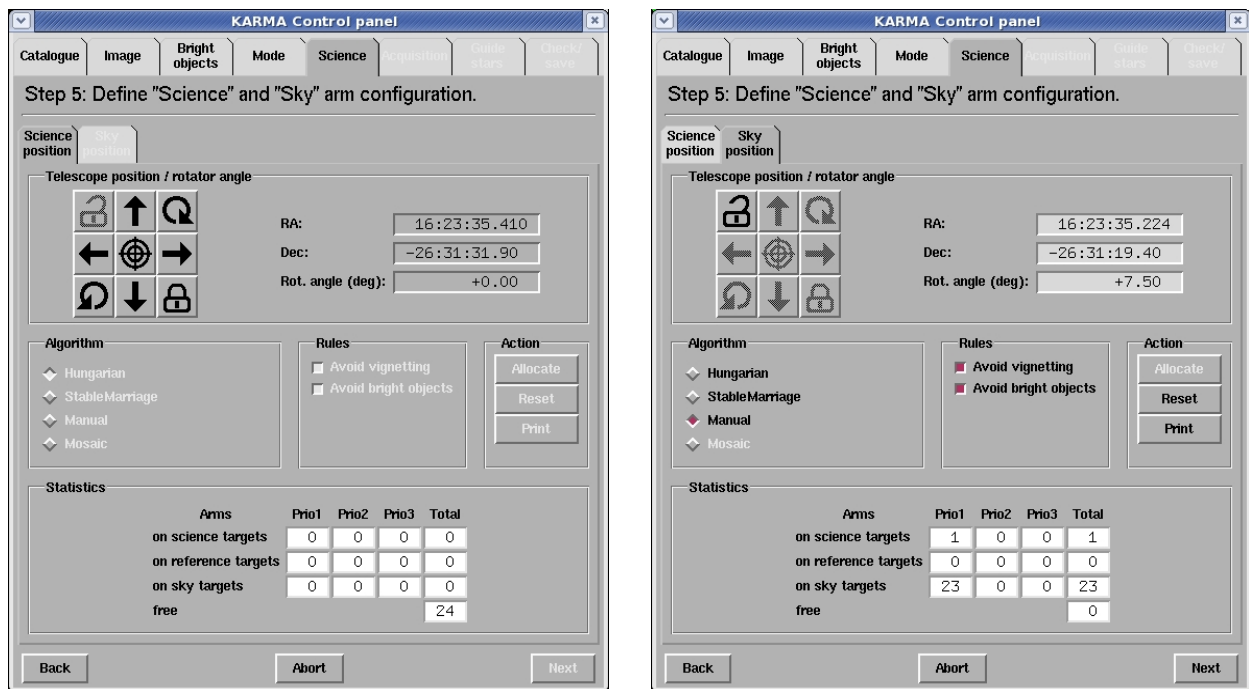 KARMA Control panel
Catalogue Image Bright objects Mode Science Acquisition Guide stars Check/ save
Step 5: Define "Science" and "Sky" arm configuration.
Science position Sky position
Telescope position / rotator angle
RA: 16:23:35.410
Dec: -26:31:31.90
Rot. angle (deg): +0.00
Algorithm
Hungarian
StableMarriage
Manual
Mosaic
Rules
Avoid vignetting
Avoid bright objects
Action
Allocate
Reset
Print
Statistics
Arms Prio1 Prio2 Prio3 Total
on science targets 0 0 0 0
on reference targets 0 0 0 0
on sky targets 0 0 0 0
free 24
Back Abort Next
KARMA Control panel
Catalogue Image Bright objects Mode Science Acquisition Guide stars Check/ save
Step 5: Define "Science" and "Sky" arm configuration.
Science position Sky position
Telescope position / rotator angle
RA: 16:23:35.224
Dec: -26:31:19.40
Rot. angle (deg): +7.50
Algorithm
Hungarian
StableMarriage
Manual
Mosaic
Rules
Avoid vignetting
Avoid bright objects
Action
Allocate
Reset
Print
Statistics
Arms Prio1 Prio2 Prio3 Total
on science targets 1 0 0 1
on reference targets 0 0 0 0
on sky targets 23 0 0 23
free 0
Back Abort Next